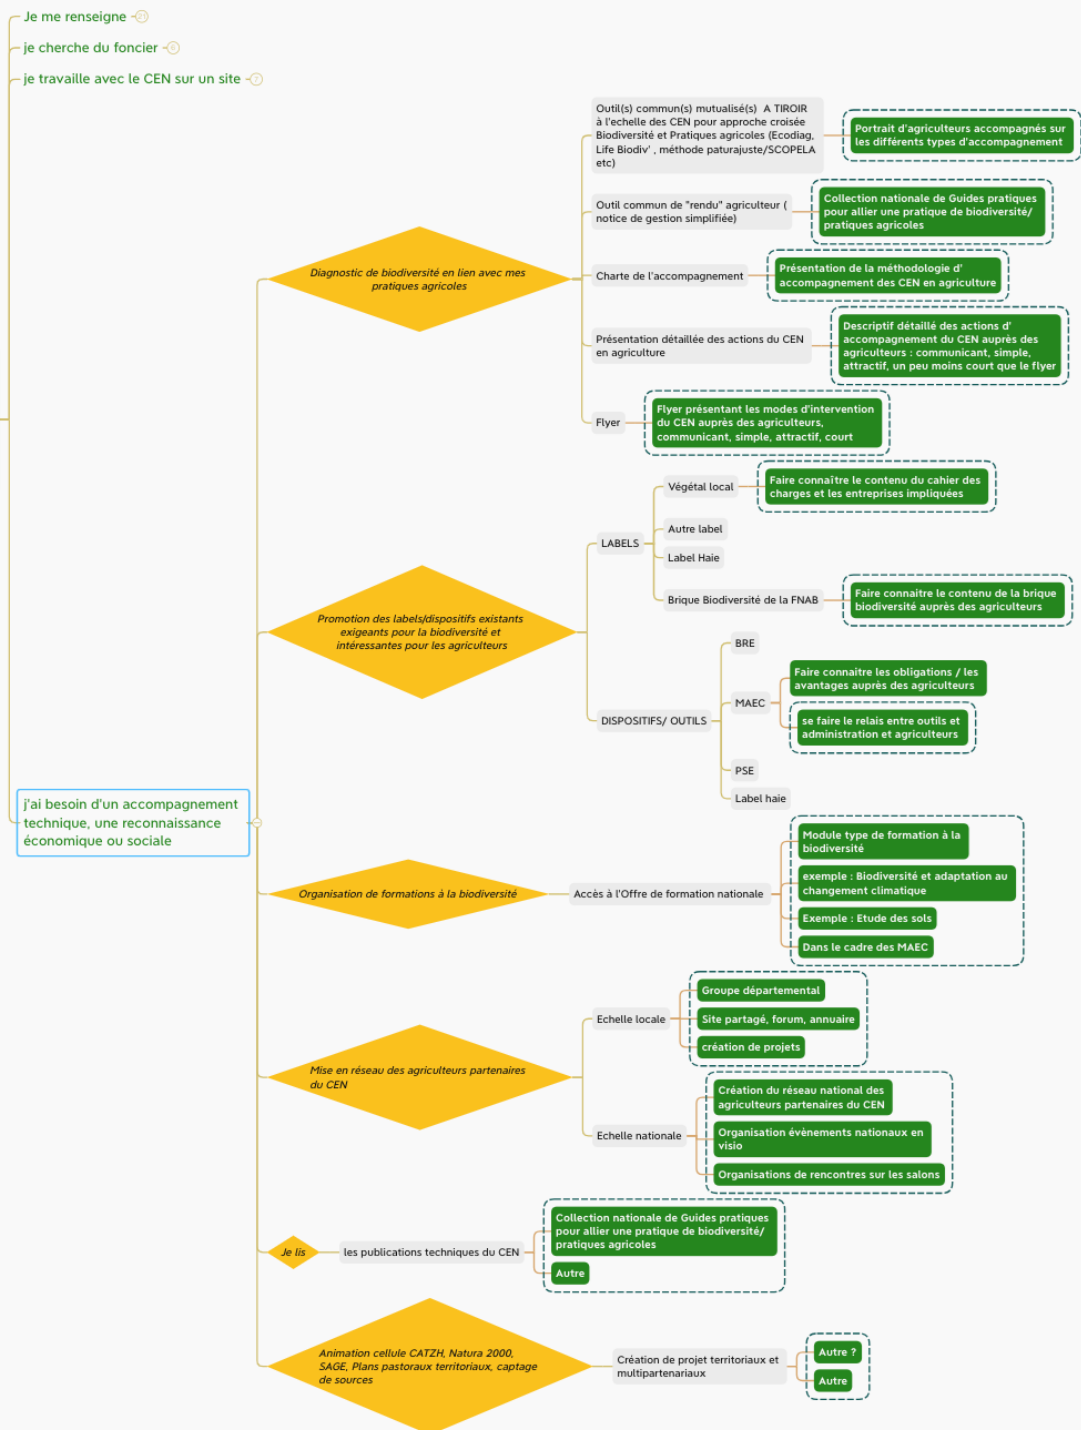 Je me renseigne
je cherche du foncier
je travaille avec le CEN sur un site
Outil(s) commun(s) mutualisé(s)  A TIROIR
à l'echelle des CEN pour approche croisée
Biodiversité et Pratiques agricoles (Ecodiag,
Life Biodiv' , méthode paturajuste/SCOPELA
etc)
Portrait d'agriculteurs accompagnés sur
les différents types d'accompagnement
Outil commun de "rendu" agriculteur (
notice de gestion simplifiée)
Collection nationale de Guides pratiques
pour allier une pratique de biodiversité/
pratiques agricoles
Diagnostic de biodiversité en lien avec mes
pratiques agricoles
Charte de l'accompagnement
Présentation de la méthodologie d'
accompagnement des CEN en agriculture
Présentation détaillée des actions du CEN
en agriculture
Descriptif détaillé des actions d'
accompagnement du CEN auprès des
agriculteurs : communicant, simple,
attractif, un peu moins court que le flyer
Flyer
Flyer présentant les modes d'intervention
du CEN auprès des agriculteurs,
communicant, simple, attractif, court
Promotion des labels/dispositifs existants
exigeants pour la biodiversité et
intéressantes pour les agriculteurs
LABELS
Végétal local
Faire connaître le contenu du cahier des
charges et les entreprises impliquées
Autre label
Label Haie
Brique Biodiversité de la FNAB
Faire connaitre le contenu de la brique
biodiversité auprès des agriculteurs
DISPOSITIFS/ OUTILS
BRE
MAEC
Faire connaitre les obligations / les
avantages auprès des agriculteurs
se faire le relais entre outils et
administration et agriculteurs
PSE
Label haie
j'ai besoin d'un accompagnement
technique, une reconnaissance
économique ou sociale
Organisation de formations à la biodiversité
Accès à l'Offre de formation nationale
Module type de formation à la
biodiversité
exemple : Biodiversité et adaptation au
changement climatique
Exemple : Etude des sols
Dans le cadre des MAEC
Mise en réseau des agriculteurs partenaires
du CEN
Echelle locale
Groupe départemental
Site partagé, forum, annuaire
création de projets
Echelle nationale
Création du réseau national des
agriculteurs partenaires du CEN
Organisation évènements nationaux en
visio
Organisations de rencontres sur les salons
Je lis
les publications techniques du CEN
Collection nationale de Guides pratiques
pour allier une pratique de biodiversité/
pratiques agricoles
Autre
Animation cellule CATZH, Natura 2000,
SAGE, Plans pastoraux territoriaux, captage
de sources
Création de projet territoriaux et
multipartenariaux
Autre ?
Autre